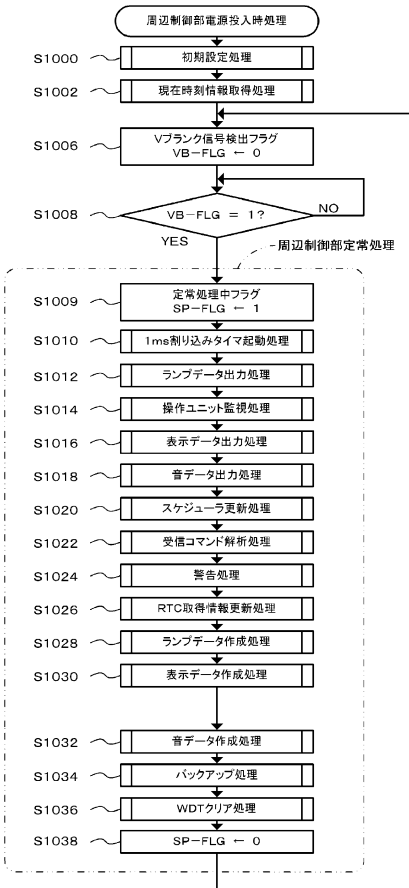 周辺制御部電源投入時処理
S1000
初期設定処理
S1002
現在時刻情報取得処理
S1006
Vブランク信号検出フラグ
VB-FLG ← 0
S1008
VB-FLG = 1?
NO
YES
周辺制御部定常処理
S1009
定常処理中フラグ
SP-FLG ← 1
S1010
1ms割り込みタイマ起動処理
S1012
ランプデータ出力処理
S1014
操作ユニット監視処理
S1016
表示データ出力処理
S1018
音データ出力処理
S1020
スケジューラ更新処理
S1022
受信コマンド解析処理
S1024
警告処理
S1026
RTC取得情報更新処理
S1028
ランプデータ作成処理
S1030
表示データ作成処理
S1032
音データ作成処理
S1034
バックアップ処理
S1036
WDTクリア処理
S1038
SP-FLG ← 0